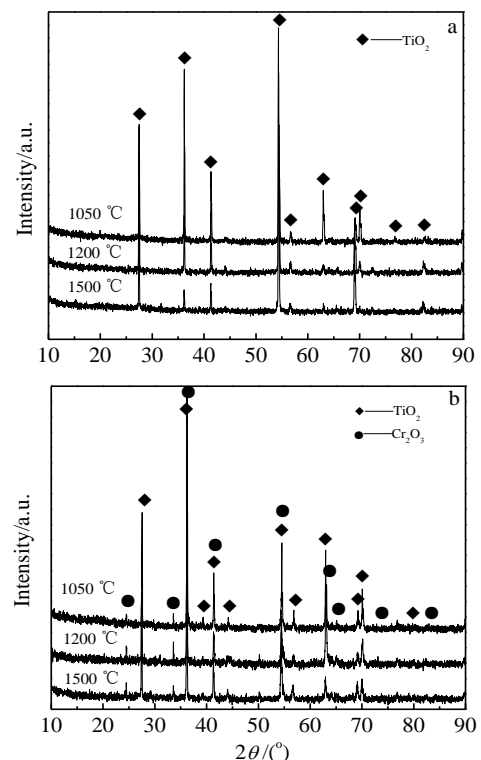 a
◆——TiO₂
Intensity/a.u.
1050 ℃
1200 ℃
1500 ℃
10 20 30 40 50 60 70 80 90
b
◆——TiO₂
●——Cr₂O₃
Intensity/a.u.
1050 ℃
1200 ℃
1500 ℃
10 20 30 40 50 60 70 80 90
2θ/(°)